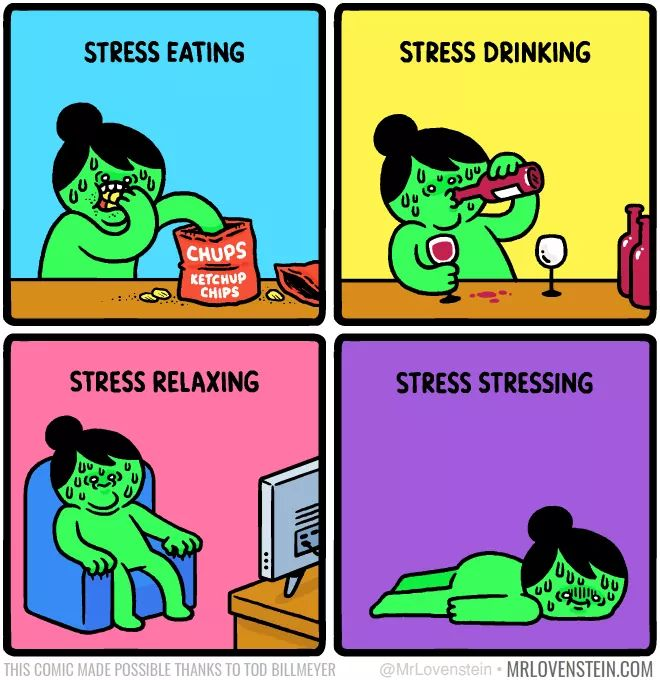 STRESS EATING
CHUPS
KETCHUP
CHIPS
STRESS DRINKING
STRESS RELAXING
STRESS STRESSING
THIS COMIC MADE POSSIBLE THANKS TO TOD BILLMEYER
@MrLovenstein • MRLOVENSTEIN.COM